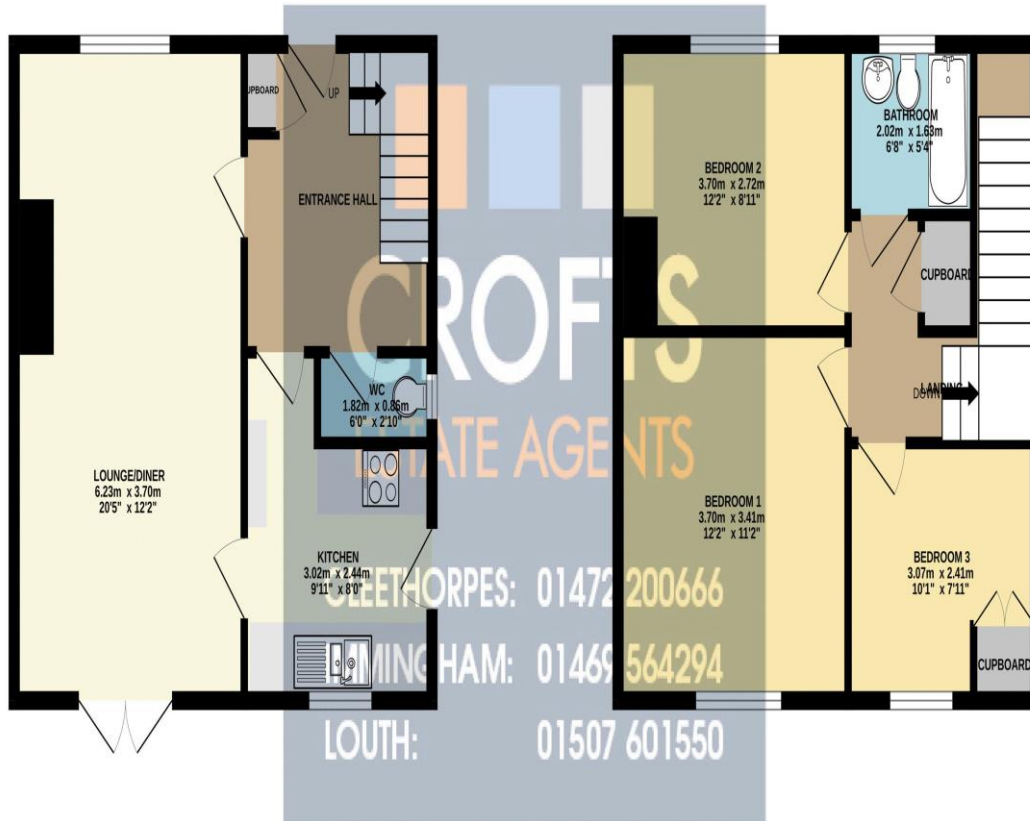 UPBOARD
UP
ENTRANCE HALL
WC
1.82m x 0.86m
6'0" x 2'10"
LOUNGE/DINER
6.23m x 3.70m
20'5" x 12'2"
KITCHEN
3.02m x 2.44m
9'11" x 8'0"
BEDROOM 2
3.70m x 2.72m
12'2" x 8'11"
BATHROOM
2.02m x 1.63m
6'8" x 5'4"
CUPBOARD
DOWN
LANDING
BEDROOM 1
3.70m x 3.41m
12'2" x 11'2"
BEDROOM 3
3.07m x 2.41m
10'1" x 7'11"
CUPBOARD
CROFTS
ESTATE AGENTS
CLEETHORPES: 01472 200666
IMMINGHAM: 01469 564294
LOUTH: 01507 601550